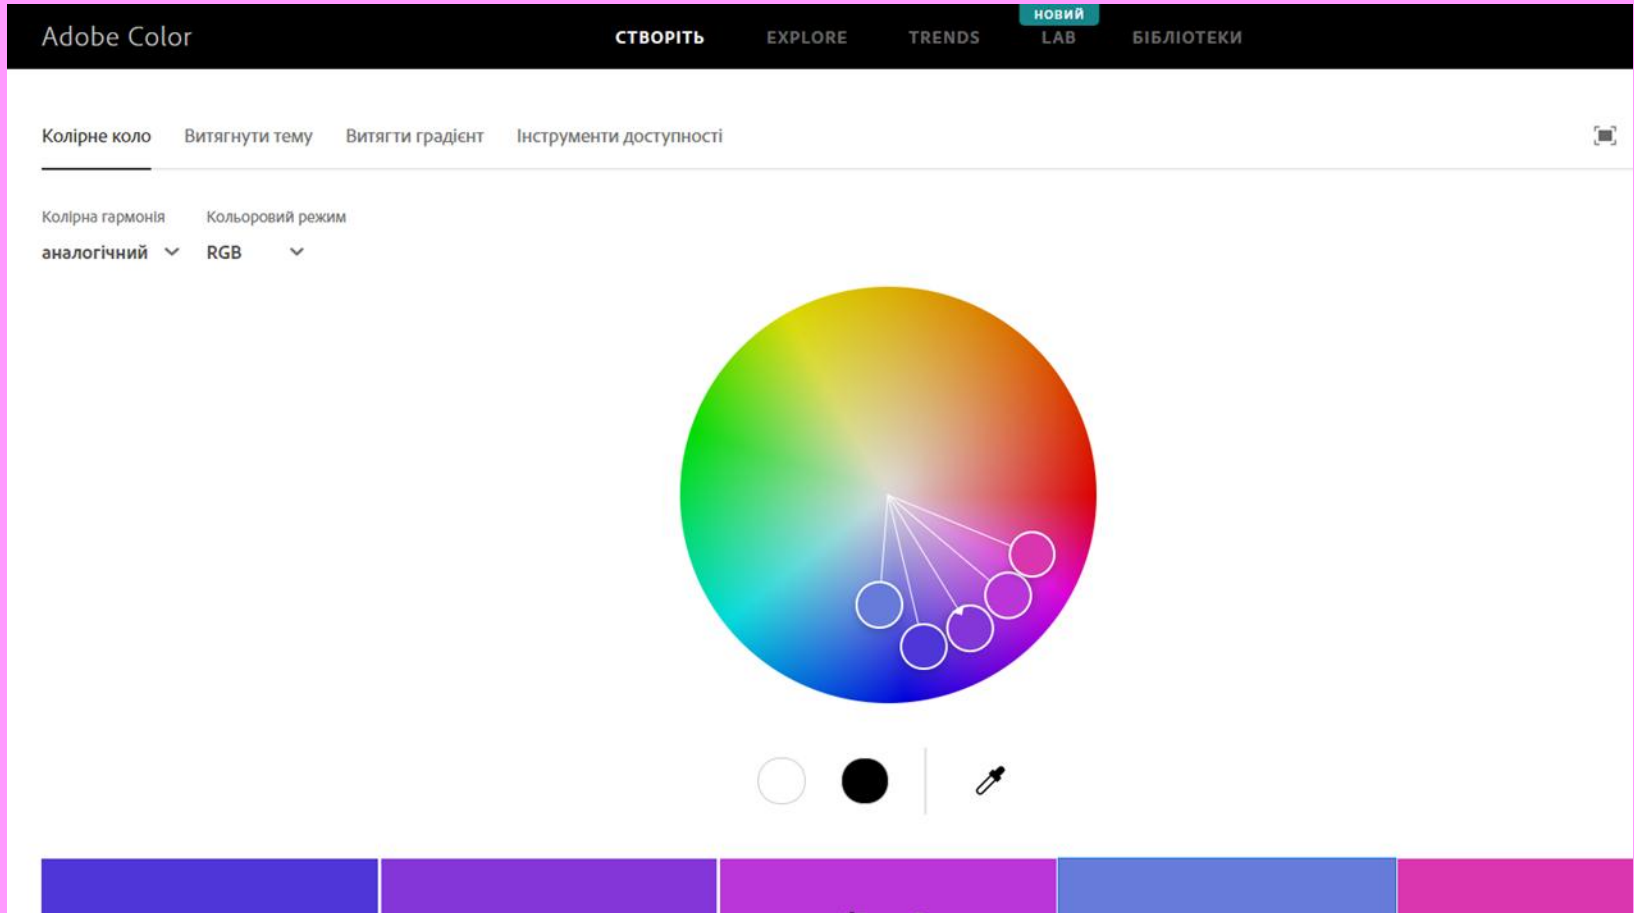 НОВИЙ
Adobe Color СТВОРІТЬ EXPLORE TRENDS LAB БІБЛІОТЕКИ
Колірне коло Витягнути тему Витягти градієнт Інструменти доступності
Колірна гармонія Кольоровий режим
аналогічний RGB